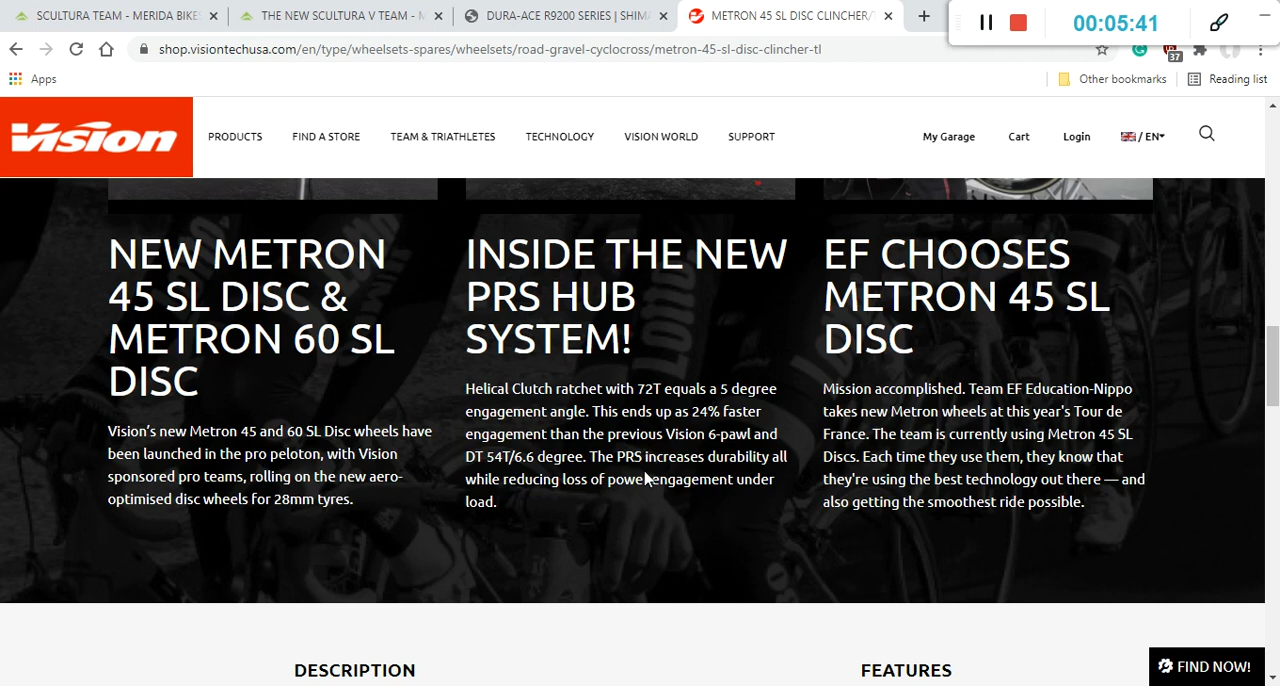 SCULTURA TEAM - MERIDA BIKES
THE NEW SCULTURA V TEAM - M
DURA-ACE R9200 SERIES | SHIMA
METRON 45 SL DISC CLINCHER/T
00:05:41
shop.visiontechusa.com/en/type/wheelsets-spares/wheelsets/road-gravel-cyclocross/metron-45-sl-disc-clincher-tl
37
Apps
Other bookmarks
Reading list
vision
PRODUCTS
FIND A STORE
TEAM & TRIATHLETES
TECHNOLOGY
VISION WORLD
SUPPORT
My Garage
Cart
Login
/ EN
NEW METRON
45 SL DISC &
METRON 60 SL
DISC
Vision's new Metron 45 and 60 SL Disc wheels have
been launched in the pro peloton, with Vision
sponsored pro teams, rolling on the new aero-
optimised disc wheels for 28mm tyres.
INSIDE THE NEW
PRS HUB
SYSTEM!
Helical Clutch ratchet with 72T equals a 5 degree
engagement angle. This ends up as 24% faster
engagement than the previous Vision 6-pawl and
DT 54T/6.6 degree. The PRS increases durability all
while reducing loss of power engagement under
load.
EF CHOOSES
METRON 45 SL
DISC
Mission accomplished. Team EF Education-Nippo
takes new Metron wheels at this year's Tour de
France. The team is currently using Metron 45 SL
Discs. Each time they use them, they know that
they're using the best technology out there — and
also getting the smoothest ride possible.
DESCRIPTION
FEATURES
FIND NOW!